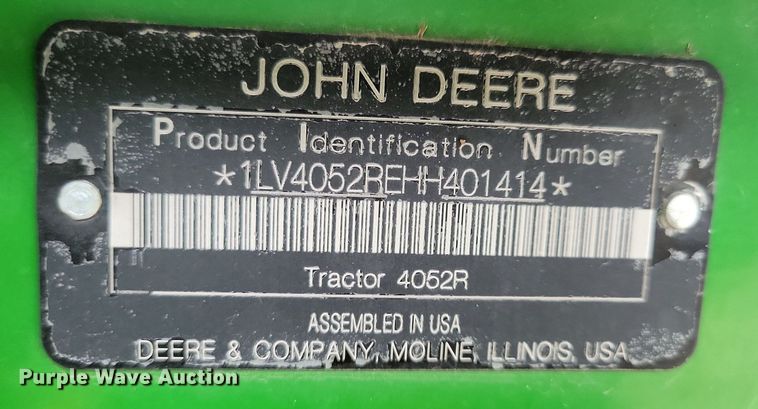 JOHN DEERE
Product Identification Number
*1LV4052REHH401414*
Tractor 4052R
ASSEMBLED IN USA
DEERE & COMPANY, MOLINE, ILLINOIS, USA
Purple Wave Auction